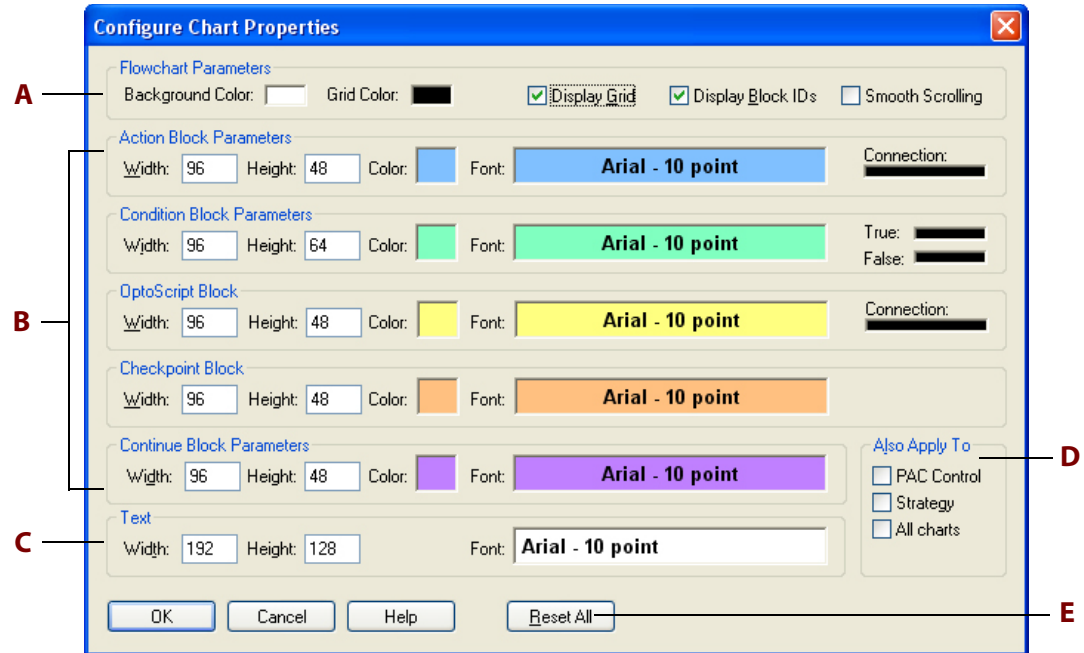 Configure Chart Properties
A
Flowchart Parameters
Background Color: Grid Color: Display Grid Display Block IDs Smooth Scrolling
B
Action Block Parameters
Width: 96 Height: 48 Color: Font: Arial - 10 point Connection:
Condition Block Parameters
Width: 96 Height: 64 Color: Font: Arial - 10 point True:
False:
OptoScript Block
Width: 96 Height: 48 Color: Font: Arial - 10 point Connection:
Checkpoint Block
Width: 96 Height: 48 Color: Font: Arial - 10 point
Continue Block Parameters
Width: 96 Height: 48 Color: Font: Arial - 10 point
C
Text
Width: 192 Height: 128 Font: Arial - 10 point
Also Apply To
D
PAC Control
Strategy
All charts
OK Cancel Help Reset All
E